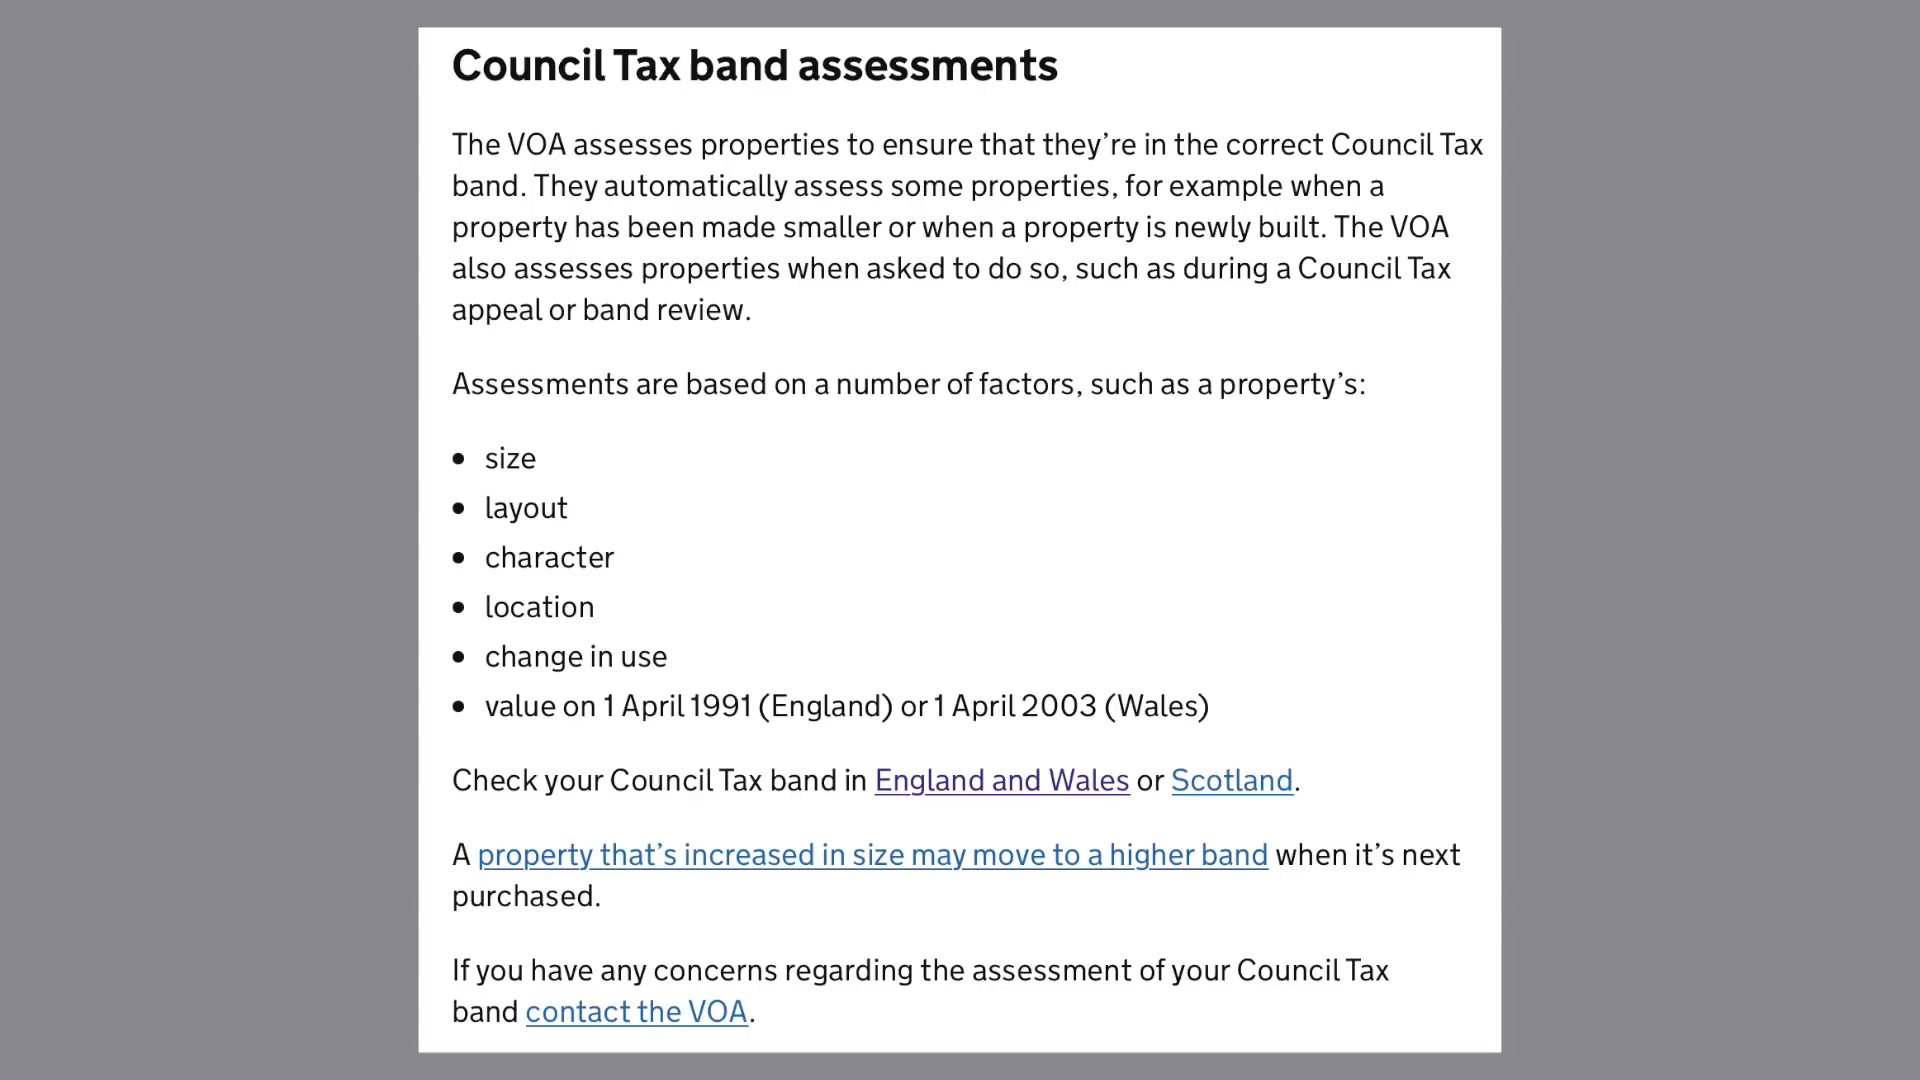 Council Tax band assessments
The VOA assesses properties to ensure that they’re in the correct Council Tax
band. They automatically assess some properties, for example when a
property has been made smaller or when a property is newly built. The VOA
also assesses properties when asked to do so, such as during a Council Tax
appeal or band review.
Assessments are based on a number of factors, such as a property’s:
• size
• layout
• character
• location
• change in use
• value on 1 April 1991 (England) or 1 April 2003 (Wales)
Check your Council Tax band in England and Wales or Scotland.
A property that’s increased in size may move to a higher band when it’s next
purchased.
If you have any concerns regarding the assessment of your Council Tax
band contact the VOA.